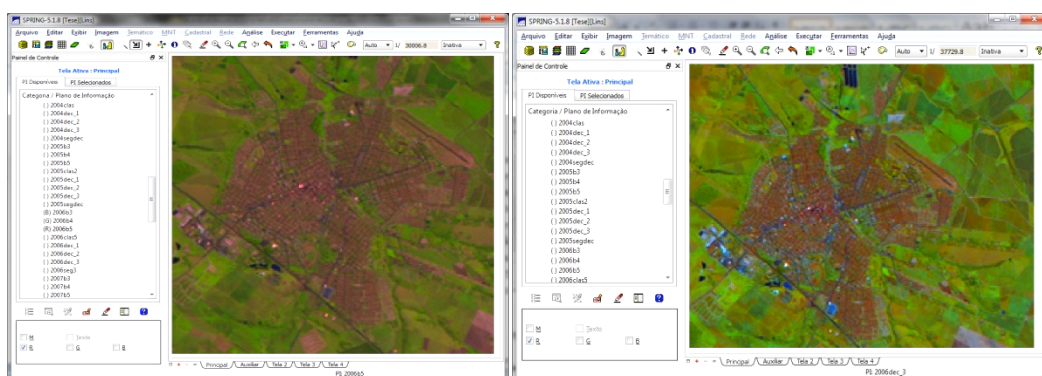 SPRING-5.1.8 [Tese][Lins]
Arquivo Editar Exibir Imagem Temático MNT Cadastral Rede Análise Executar Ferramentas Ajuda
Auto 1/ 30006.8 Inativa
Painel de Controle
Tela Ativa : Principal
PI Disponíveis PI Selecionados
Categoria / Plano de Informação
( ) 2004clas
( ) 2004dec_1
( ) 2004dec_2
( ) 2004dec_3
( ) 2004segdec
( ) 2005b3
( ) 2005b4
( ) 2005b5
( ) 2005clas2
( ) 2005dec_1
( ) 2005dec_2
( ) 2005dec_3
( ) 2005segdec
(B) 2006b3
(G) 2006b4
(R) 2006b5
( ) 2006clas5
( ) 2006dec_1
( ) 2006dec_2
( ) 2006dec_3
( ) 2006seg3
( ) 2007b3
( ) 2007b4
( ) 2007b5
M Texto
R G B
Principal Auxiliar Tela 2 Tela 3 Tela 4
PI: 2006b5
SPRING-5.1.8 [Tese][Lins]
Arquivo Editar Exibir Imagem Temático MNT Cadastral Rede Análise Executar Ferramentas Ajuda
Auto 1/ 37729.8 Inativa
Painel de Controle
Tela Ativa : Principal
PI Disponíveis PI Selecionados
Categoria / Plano de Informação
( ) 2004clas
( ) 2004dec_1
( ) 2004dec_2
( ) 2004dec_3
( ) 2004segdec
( ) 2005b3
( ) 2005b4
( ) 2005b5
( ) 2005clas2
( ) 2005dec_1
( ) 2005dec_2
( ) 2005dec_3
( ) 2005segdec
( ) 2006b3
( ) 2006b4
( ) 2006b5
( ) 2006clas5
M Texto
R G B
Principal Auxiliar Tela 2 Tela 3 Tela 4
PI: 2006dec_3